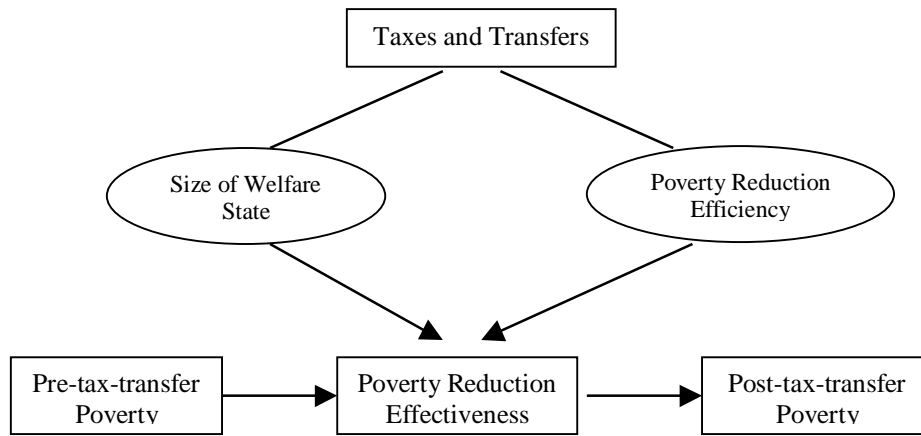 Taxes and Transfers
Size of Welfare
State
Poverty Reduction
Efficiency
Pre-tax-transfer
Poverty
Poverty Reduction
Effectiveness
Post-tax-transfer
Poverty